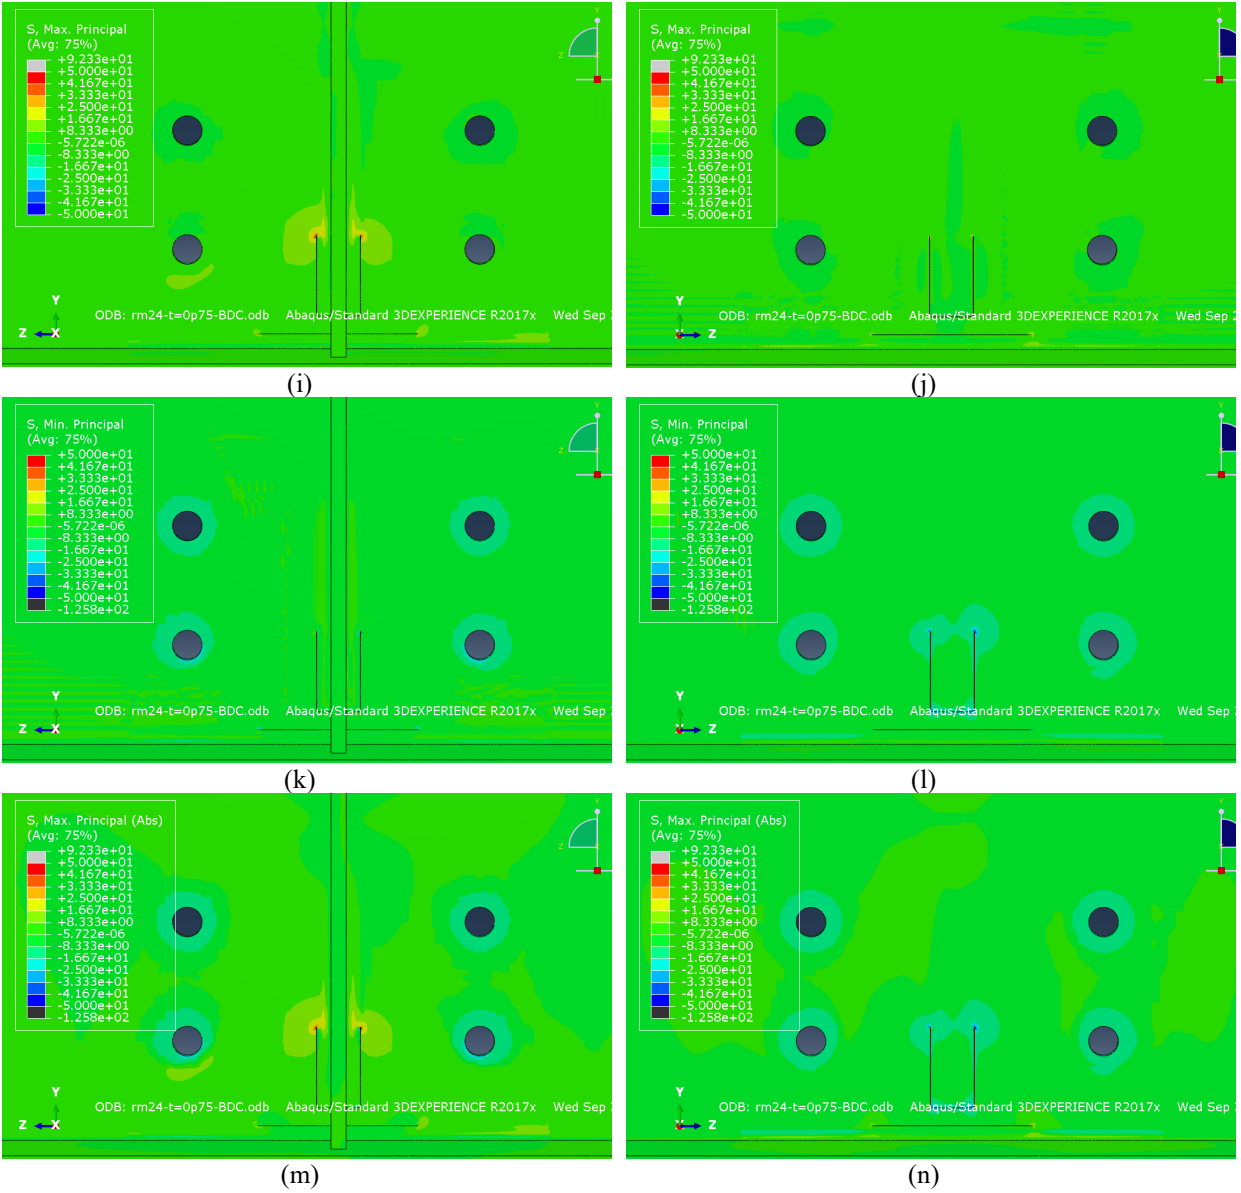 S, Max. Principal
(Avg: 75%)
+9.233e+01
+5.000e+01
+4.167e+01
+3.333e+01
+2.500e+01
+1.667e+01
+8.333e+00
-5.722e-06
-8.333e+00
-1.667e+01
-2.500e+01
-3.333e+01
-4.167e+01
-5.000e+01
Y
Z
Y
Z X
ODB: rm24-t=0p75-BDC.odb Abaqus/Standard 3DEXPERIENCE R2017x Wed Sep
(i)
S, Max. Principal
(Avg: 75%)
+9.233e+01
+5.000e+01
+4.167e+01
+3.333e+01
+2.500e+01
+1.667e+01
+8.333e+00
-5.722e-06
-8.333e+00
-1.667e+01
-2.500e+01
-3.333e+01
-4.167e+01
-5.000e+01
Y
Y
X Z
ODB: rm24-t=0p75-BDC.odb Abaqus/Standard 3DEXPERIENCE R2017x Wed Sep 2
(j)
S, Min. Principal
(Avg: 75%)
+5.000e+01
+4.167e+01
+3.333e+01
+2.500e+01
+1.667e+01
+8.333e+00
-5.722e-06
-8.333e+00
-1.667e+01
-2.500e+01
-3.333e+01
-4.167e+01
-5.000e+01
-1.258e+02
Y
Z
Y
Z X
ODB: rm24-t=0p75-BDC.odb Abaqus/Standard 3DEXPERIENCE R2017x Wed Sep
(k)
S, Min. Principal
(Avg: 75%)
+5.000e+01
+4.167e+01
+3.333e+01
+2.500e+01
+1.667e+01
+8.333e+00
-5.722e-06
-8.333e+00
-1.667e+01
-2.500e+01
-3.333e+01
-4.167e+01
-5.000e+01
-1.258e+02
Y
Y
X Z
ODB: rm24-t=0p75-BDC.odb Abaqus/Standard 3DEXPERIENCE R2017x Wed Sep 2
(l)
S, Max. Principal (Abs)
(Avg: 75%)
+9.233e+01
+5.000e+01
+4.167e+01
+3.333e+01
+2.500e+01
+1.667e+01
+8.333e+00
-5.722e-06
-8.333e+00
-1.667e+01
-2.500e+01
-3.333e+01
-4.167e+01
-5.000e+01
-1.258e+02
Y
Z
Y
Z X
ODB: rm24-t=0p75-BDC.odb Abaqus/Standard 3DEXPERIENCE R2017x Wed Sep
(m)
S, Max. Principal (Abs)
(Avg: 75%)
+9.233e+01
+5.000e+01
+4.167e+01
+3.333e+01
+2.500e+01
+1.667e+01
+8.333e+00
-5.722e-06
-8.333e+00
-1.667e+01
-2.500e+01
-3.333e+01
-4.167e+01
-5.000e+01
-1.258e+02
Y
Y
X Z
ODB: rm24-t=0p75-BDC.odb Abaqus/Standard 3DEXPERIENCE R2017x Wed Sep
(n)